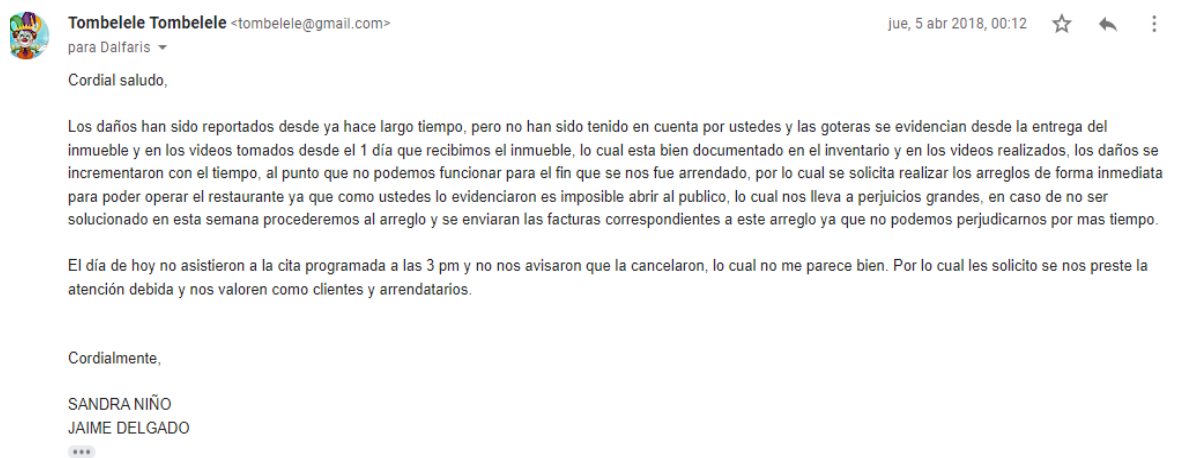 Tombelele Tombelele <tombelele@gmail.com>
jue, 5 abr 2018, 00:12
para Dalfaris
Cordial saludo,
Los daños han sido reportados desde ya hace largo tiempo, pero no han sido tenido en cuenta por ustedes y las goteras se evidencian desde la entrega del
inmueble y en los videos tomados desde el 1 día que recibimos el inmueble, lo cual esta bien documentado en el inventario y en los videos realizados, los daños se
incrementaron con el tiempo, al punto que no podemos funcionar para el fin que se nos fue arrendado, por lo cual se solicita realizar los arreglos de forma inmediata
para poder operar el restaurante ya que como ustedes lo evidenciaron es imposible abrir al publico, lo cual nos lleva a perjuicios grandes, en caso de no ser
solucionado en esta semana procederemos al arreglo y se enviaran las facturas correspondientes a este arreglo ya que no podemos perjudicarnos por mas tiempo.
El día de hoy no asistieron a la cita programada a las 3 pm y no nos avisaron que la cancelaron, lo cual no me parece bien. Por lo cual les solicito se nos preste la
atención debida y nos valoren como clientes y arrendatarios.
Cordialmente,
SANDRA NIÑO
JAIME DELGADO